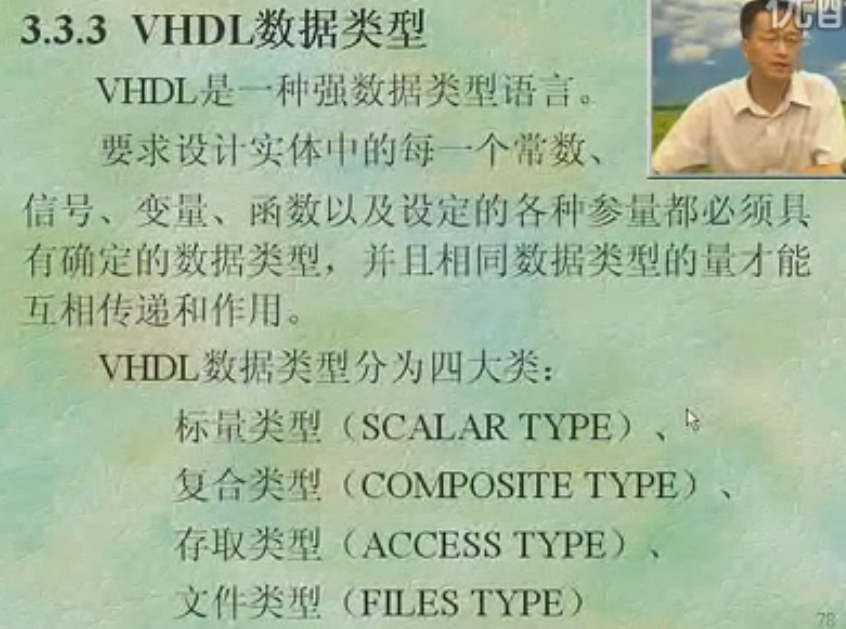 3.3.3 VHDL数据类型
优酷
VHDL是一种强数据类型语言。
要求设计实体中的每一个常数、
信号、变量、函数以及设定的各种参量都必须具
有确定的数据类型，并且相同数据类型的量才能
互相传递和作用。
VHDL数据类型分为四大类：
标量类型（SCALAR TYPE）、
复合类型（COMPOSITE TYPE）、
存取类型（ACCESS TYPE）、
文件类型（FILES TYPE）
78